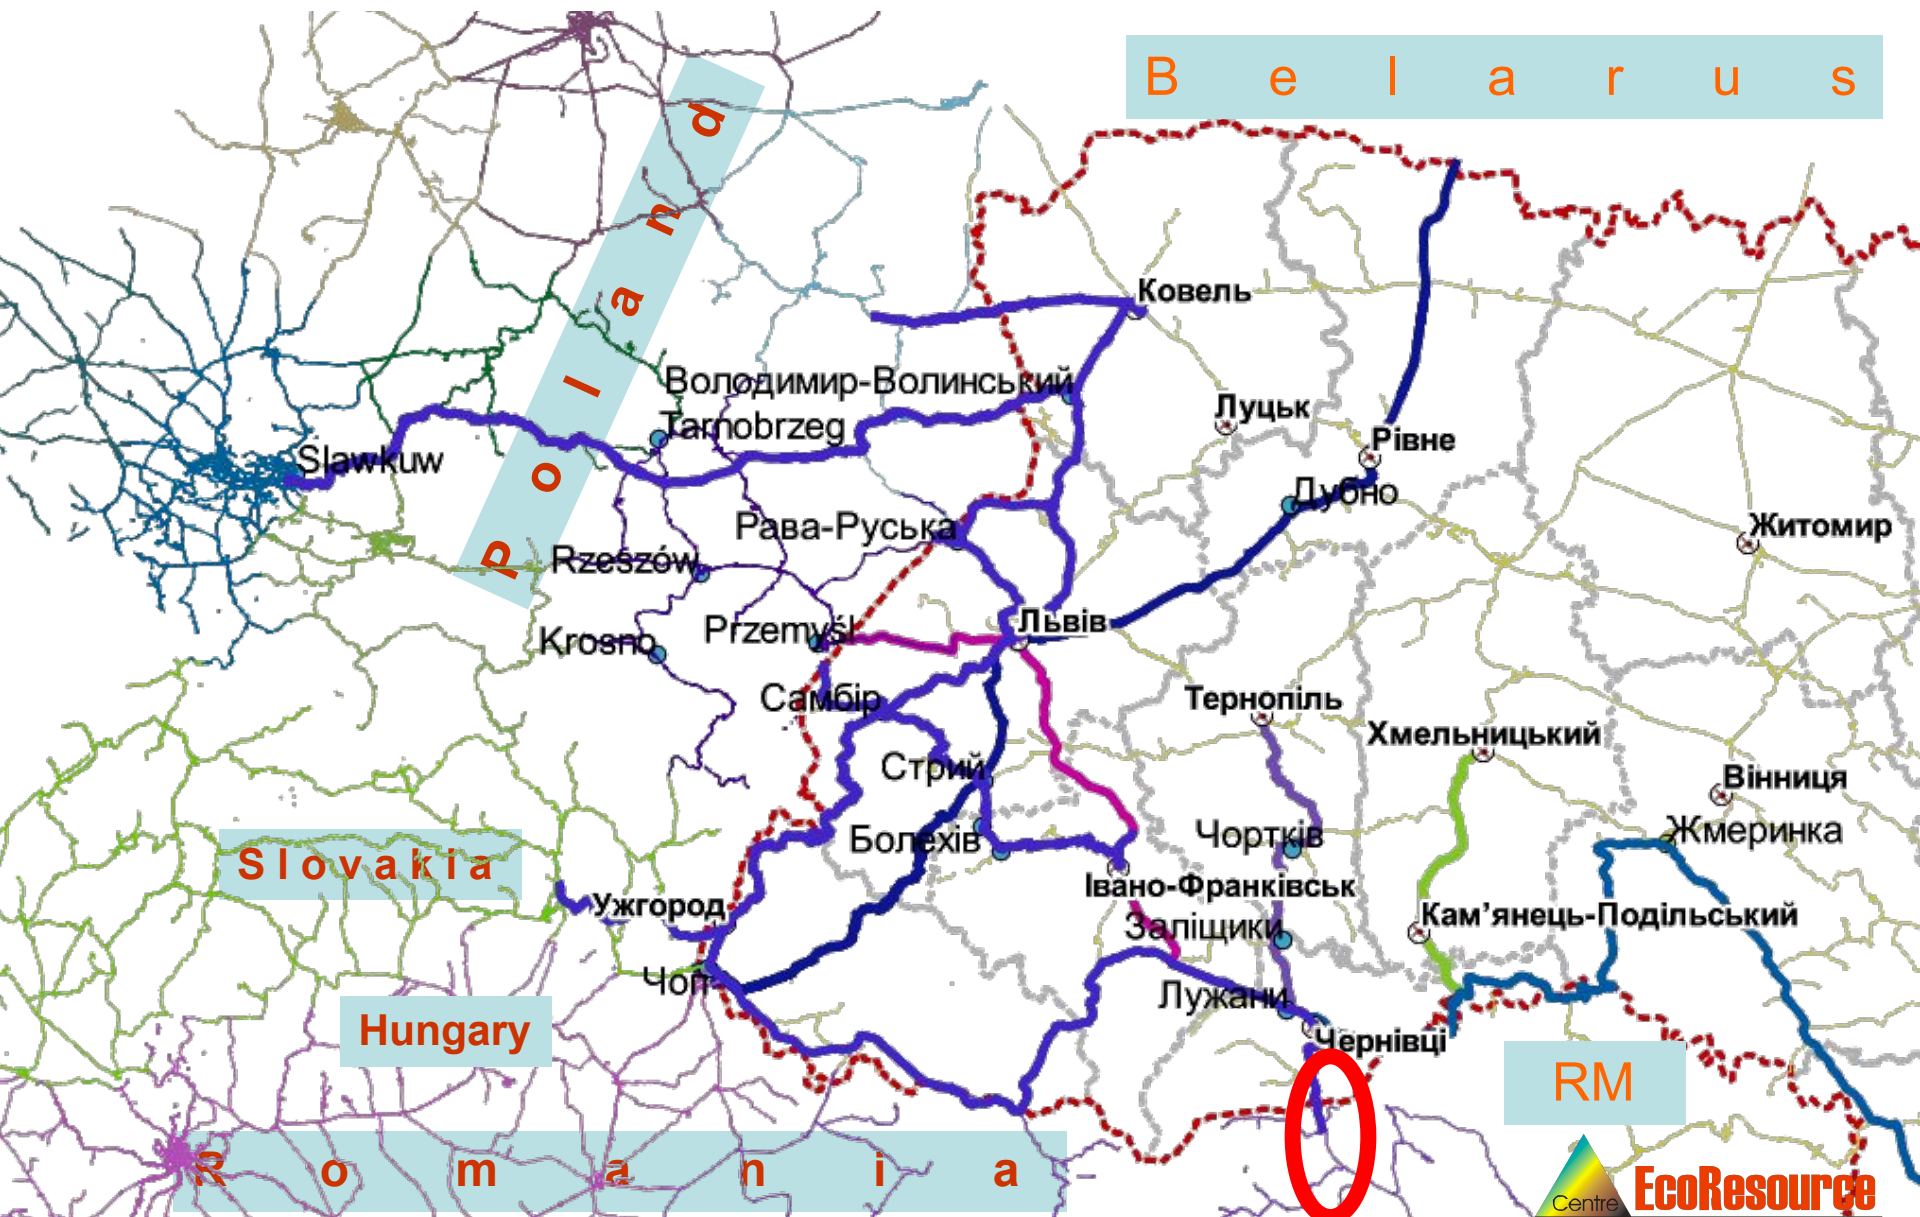 Belarus
Poland
Ковель
Володимир-Волинський
Луцьк
Tarnobrzeg
Рівне
Slawkuw
Дубно
Рава-Руська
Житомир
Rzeszów
Львів
Przemyśl
Krosno
Самбір
Тернопіль
Хмельницький
Стрий
Вінниця
Чортків
Жмеринка
Болехів
Slovakia
Івано-Франківськ
Ужгород
Кам’янець-Подільський
Заліщики
Чоп
Лужани
Hungary
Чернівці
RM
Romania
Centre EcoResource